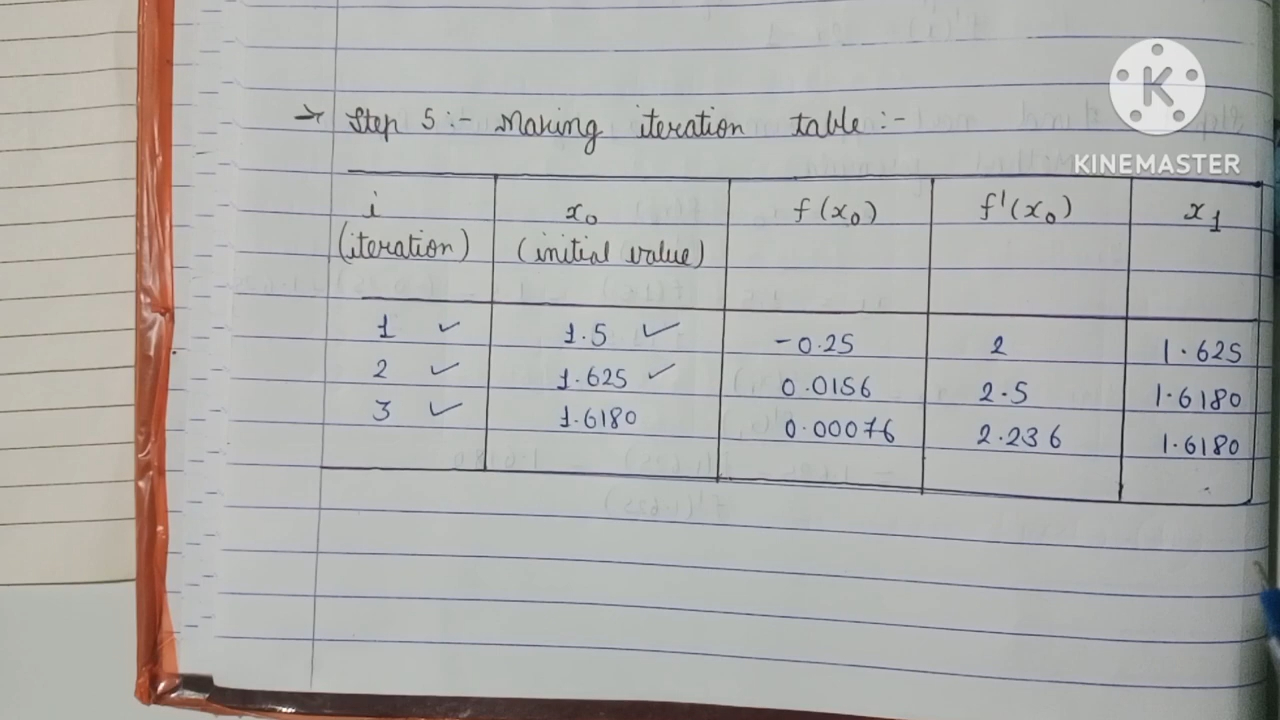 → Step 5:- Making iteration table:-
KINEMASTER
i x₀ f(x₀) f'(x₀) x₁
(iteration) (initial value)
1 ✓ 1.5 ✓ -0.25 2 1.625
2 ✓ 1.625 ✓ 0.0156 2.5 1.6180
3 ✓ 1.6180 0.00076 2.236 1.6180